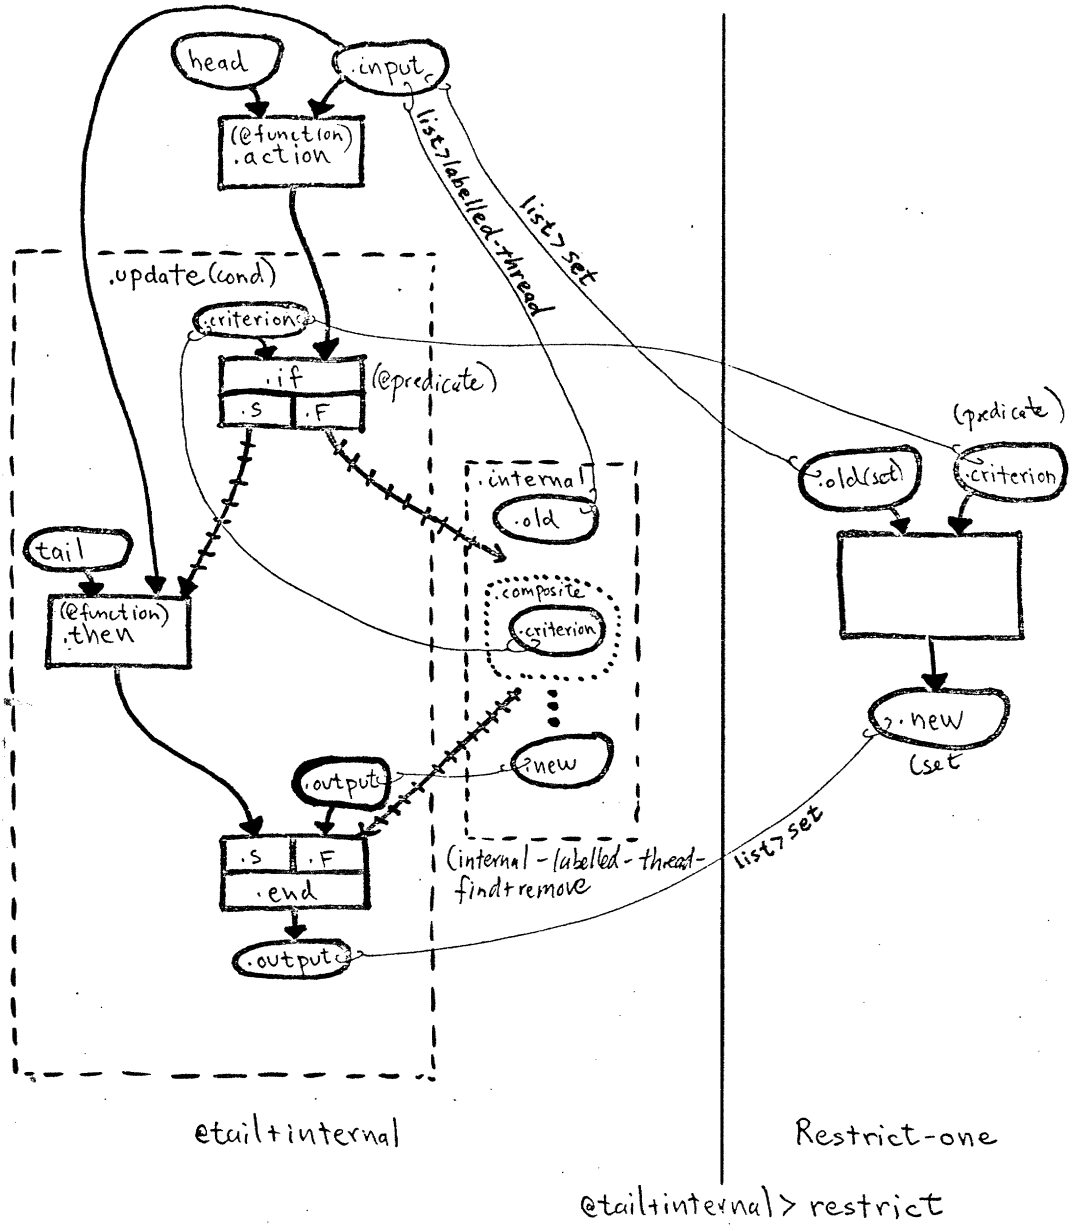 head
.input
(@function)
.action
list>labelled-thread
list>set
.update(cond)
.criterion
.if
(@predicate)
.S
.F
(predicate)
.internal
.old(set)
.criterion
.old
tail
(@function)
.then
.composite
.criterion
.new
(set
.output
.new
.S
.F
.end
(internal-labelled-thread-
find+remove
list>set
.output
@tail+internal
Restrict-one
@tail+internal> restrict